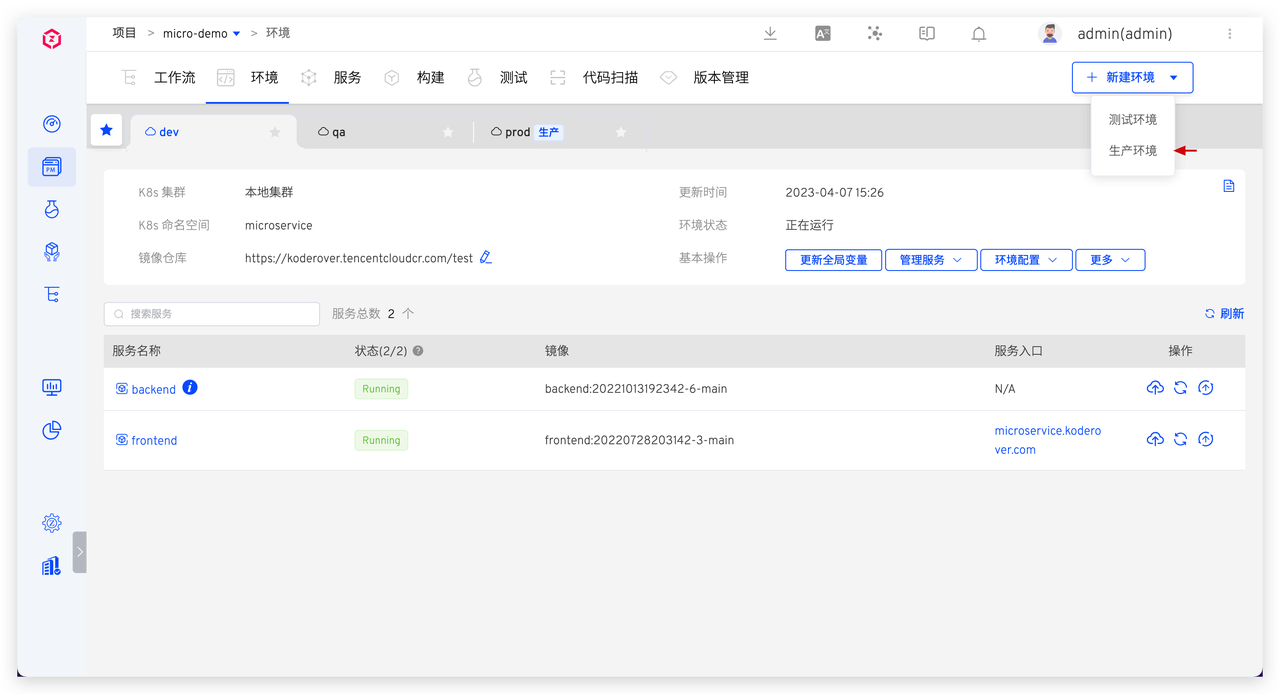 项目 > micro-demo > 环境
admin(admin)
工作流 环境 服务 构建 测试 代码扫描 版本管理
+ 新建环境
测试环境
生产环境
dev qa prod 生产
K8s 集群 本地集群 更新时间 2023-04-07 15:26
K8s 命名空间 microservice 环境状态 正在运行
镜像仓库 https://koderover.tencentcloudcr.com/test 基本操作 更新全局变量 管理服务 环境配置 更多
搜索服务 服务总数 2 个 刷新
服务名称 状态(2/2) 镜像 服务入口 操作
backend Running backend:20221013192342-6-main N/A
frontend Running frontend:20220728203142-3-main microservice.kodero
ver.com
PM